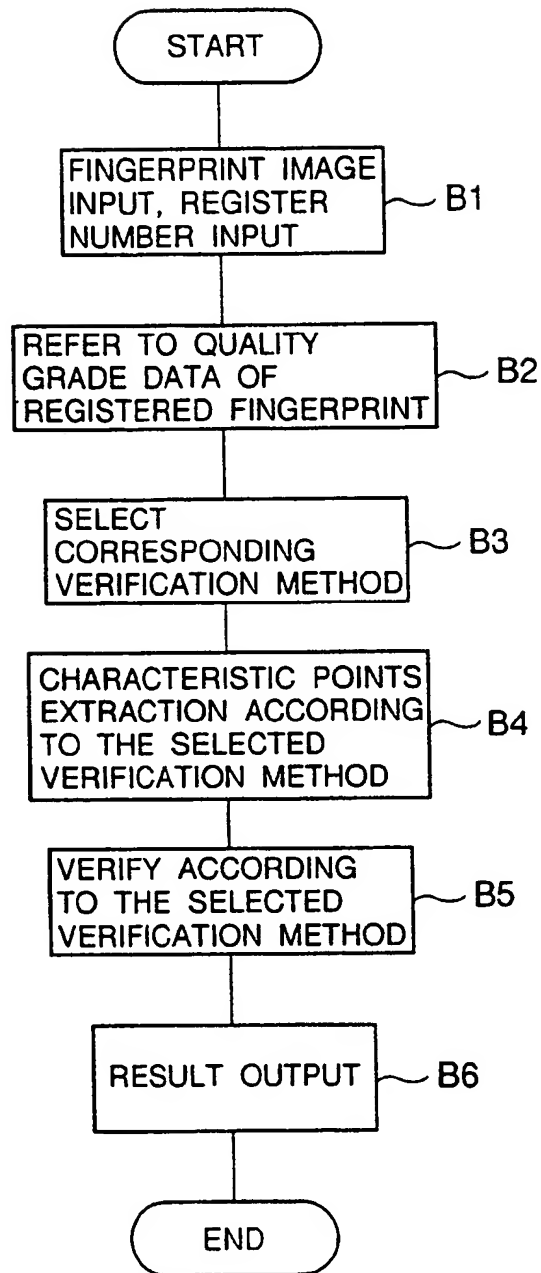 START
FINGERPRINT IMAGE
INPUT, REGISTER
NUMBER INPUT
B1
REFER TO QUALITY
GRADE DATA OF
REGISTERED FINGERPRINT
B2
SELECT
CORRESPONDING
VERIFICATION METHOD
B3
CHARACTERISTIC POINTS
EXTRACTION ACCORDING
TO THE SELECTED
VERIFICATION METHOD
B4
VERIFY ACCORDING
TO THE SELECTED
VERIFICATION METHOD
B5
RESULT OUTPUT
B6
END